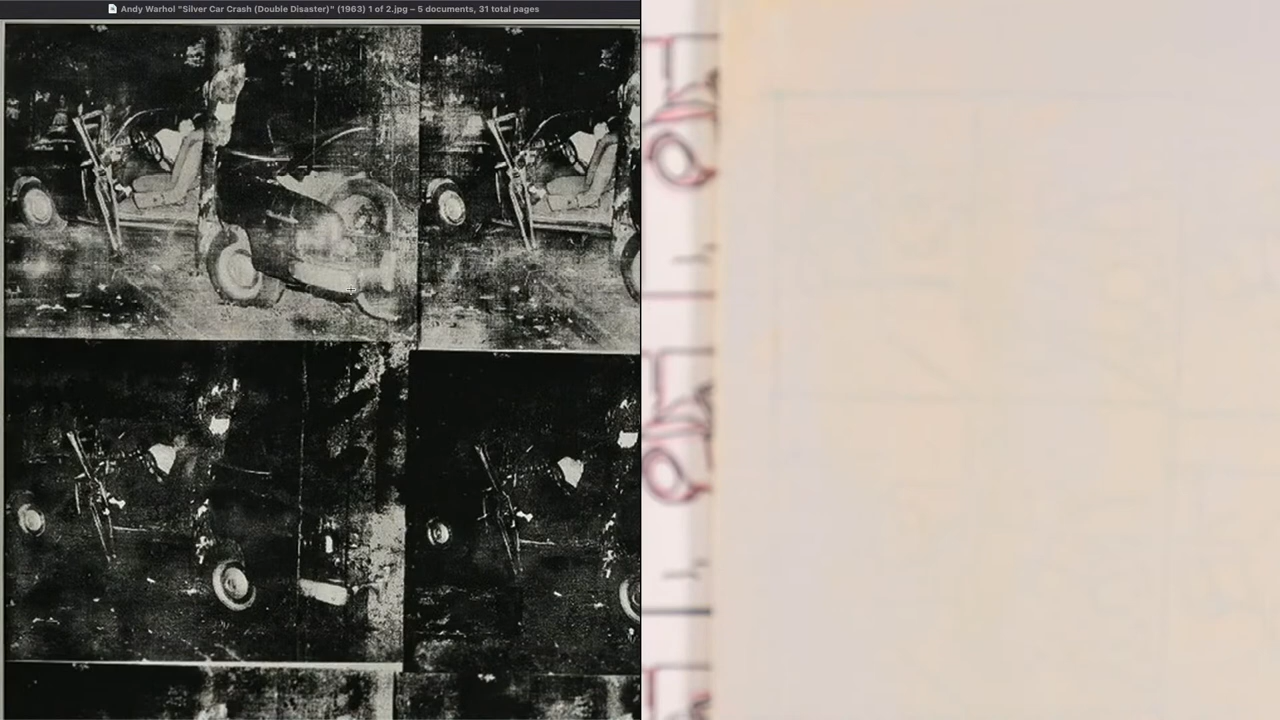 Andy Warhol "Silver Car Crash (Double Disaster)" (1963) 1 of 2.jpg – 5 documents, 31 total pages